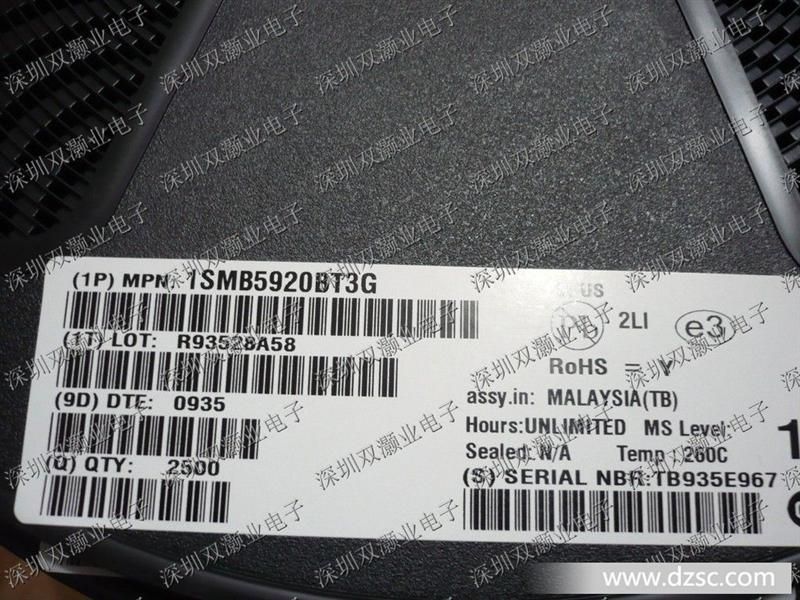 深圳双灏业电子
(1P) MPN: 1SMB5920BT3G
(1T) LOT: R93528A58
(9D) DTE: 0935
(Q) QTY: 2500
Pb 2LI e3
RoHS = Y
assy.in: MALAYSIA(TB)
Hours:UNLIMITED MS Level:
Sealed: N/A Temp.: 260C
(S) SERIAL NBR:TB935E967
www.dzsc.com